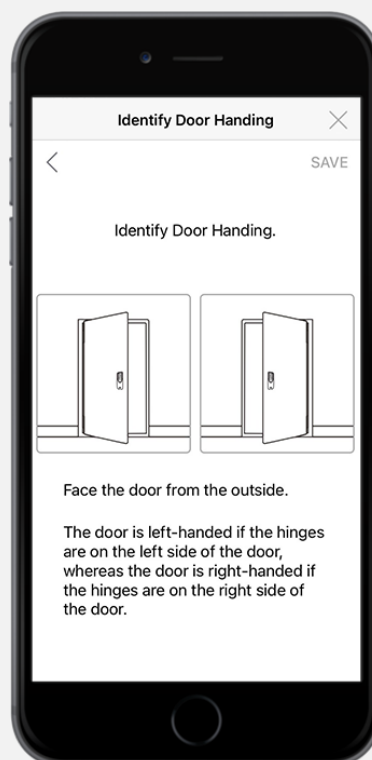 Identify Door Handing
SAVE
Identify Door Handing.
Face the door from the outside.
The door is left-handed if the hinges
are on the left side of the door,
whereas the door is right-handed if
the hinges are on the right side of
the door.